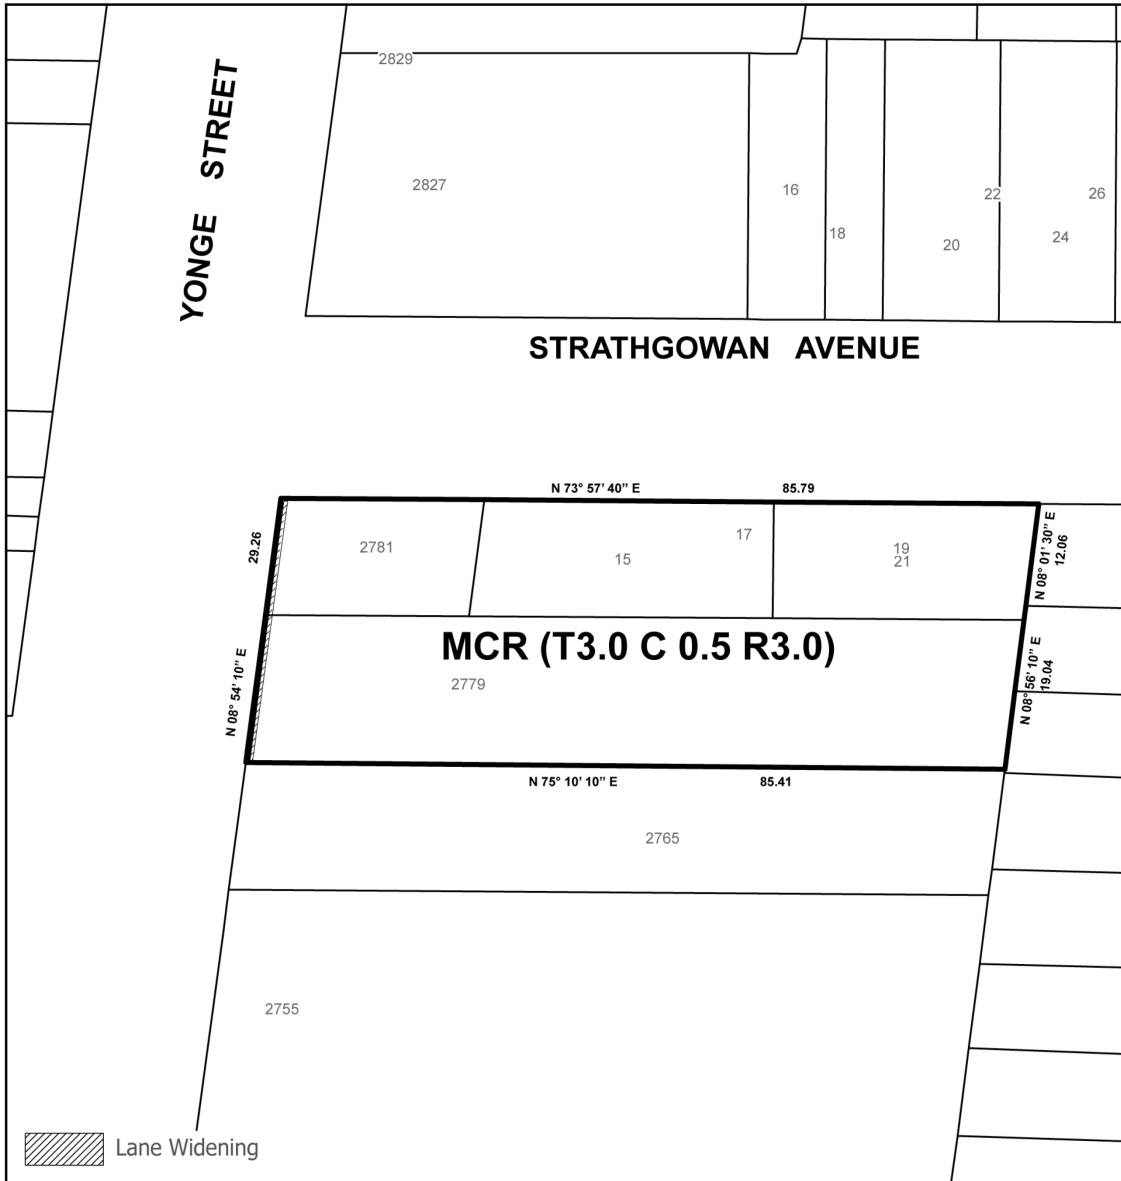 2829
YONGE STREET
2827
16
22
26
18
20
24
STRATHGOWAN AVENUE
N 73° 57' 40" E 85.79
29.26
2781
17
15
19
21
N 08° 01' 30" E
12.06
MCR (T3.0 C 0.5 R3.0)
N 08° 54' 10" E
2779
N 08° 56' 10" E
19.04
N 75° 10' 10" E 85.41
2765
2755
Lane Widening